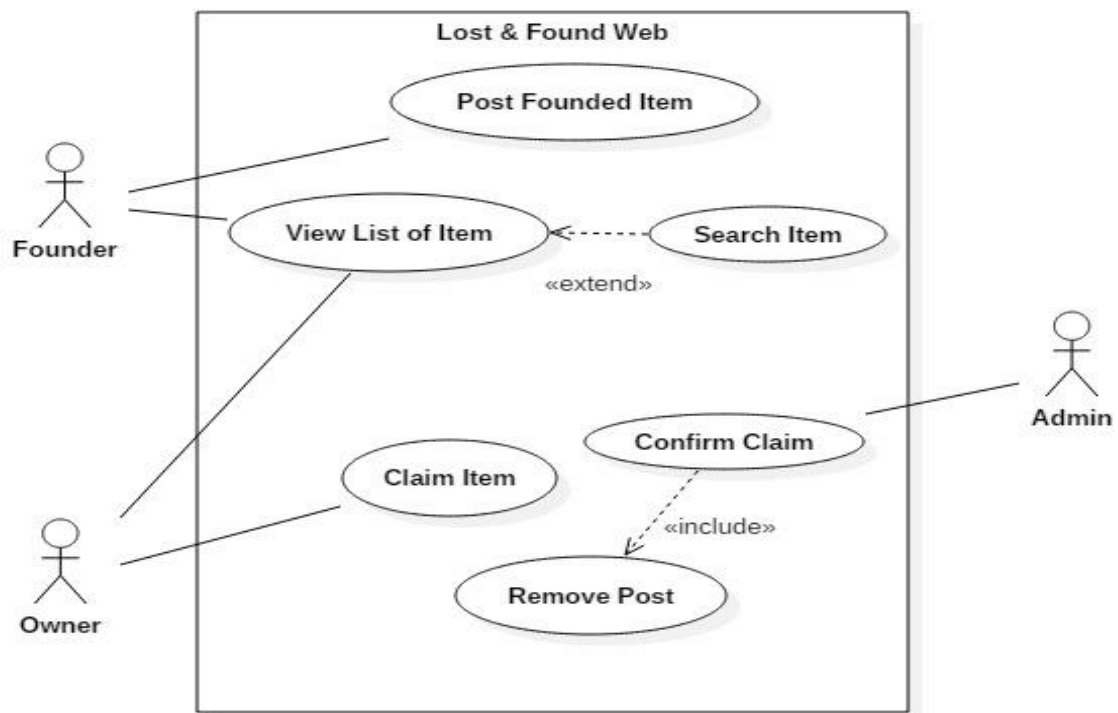 Lost & Found Web
Post Founded Item
Founder
View List of Item
Search Item
«extend»
Admin
Confirm Claim
Claim Item
«include»
Remove Post
Owner